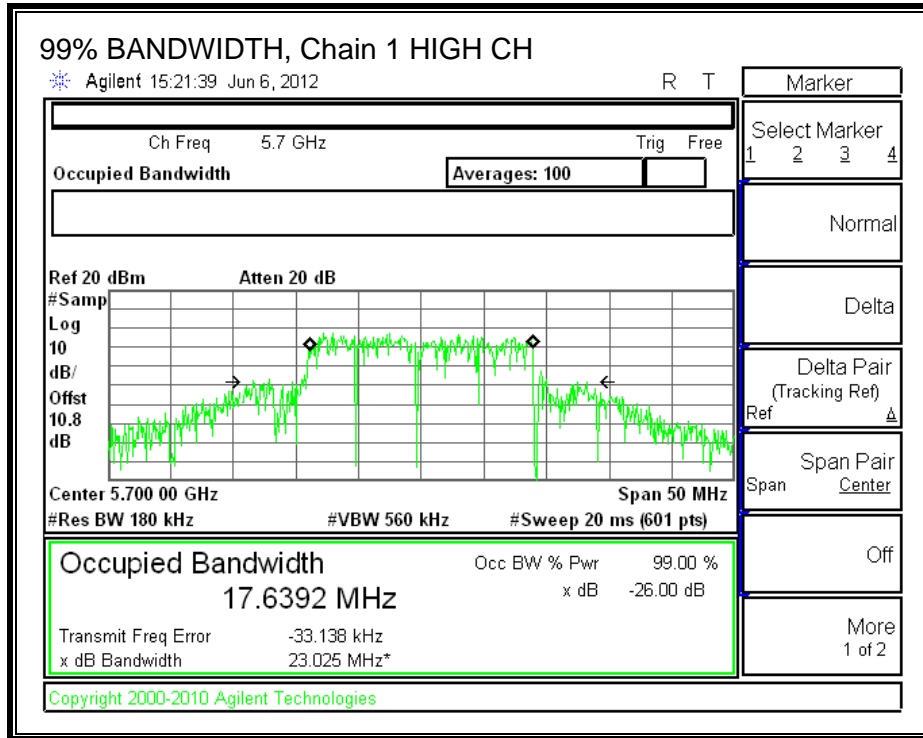 99% BANDWIDTH, Chain 1 HIGH CH
Agilent 15:21:39 Jun 6, 2012 R T
Ch Freq 5.7 GHz Trig Free
Occupied Bandwidth Averages: 100
Ref 20 dBm Atten 20 dB
#Samp
Log
10
dB/
Offst
10.8
dB
Center 5.700 00 GHz Span 50 MHz
#Res BW 180 kHz #VBW 560 kHz #Sweep 20 ms (601 pts)
Occupied Bandwidth Occ BW % Pwr 99.00 %
17.6392 MHz x dB -26.00 dB
Transmit Freq Error -33.138 kHz
x dB Bandwidth 23.025 MHz*
Copyright 2000-2010 Agilent Technologies
Marker
Select Marker
1 2 3 4
Normal
Delta
Delta Pair
(Tracking Ref)
Ref Δ
Span Pair
Span Center
Off
More
1 of 2